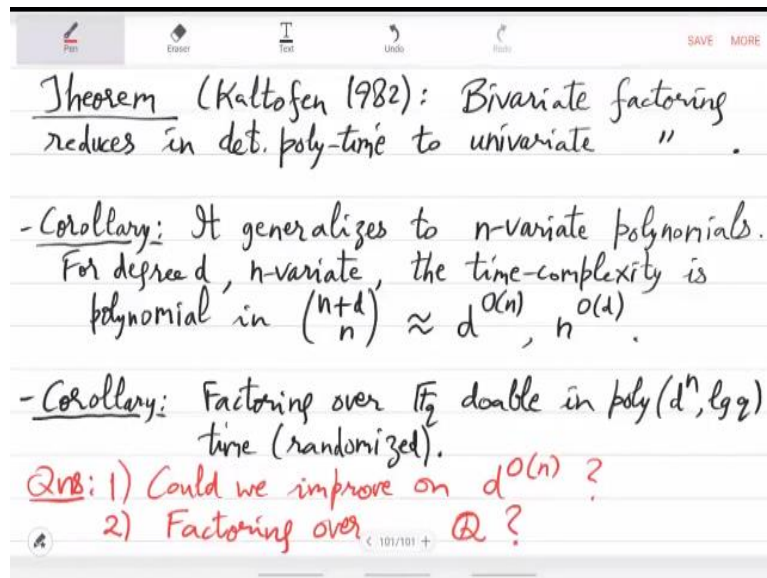 Pen Eraser Text Undo Redo SAVE MORE
Theorem (Kaltofen 1982): Bivariate factoring
reduces in det. poly-time to univariate " .
- Corollary: It generalizes to n-variate polynomials.
For degree d, n-variate, the time-complexity is
polynomial in (n+d n) ≈ d^O(n), n^O(d).
- Corollary: Factoring over F_q doable in poly(d^n, lg q)
time (randomized).
Qns: 1) Could we improve on d^O(n) ?
2) Factoring over Q ?
< 101/101 +